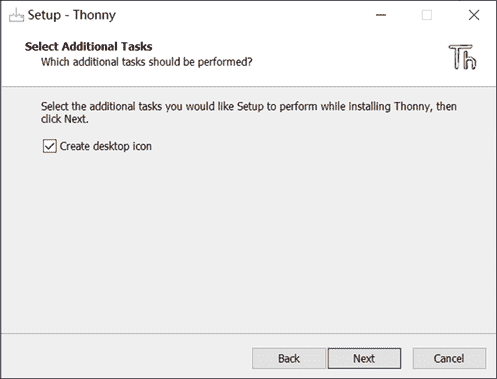 Setup - Thonny
Select Additional Tasks
Which additional tasks should be performed?
Th
Select the additional tasks you would like Setup to perform while installing Thonny, then
click Next.
Create desktop icon
Back
Next
Cancel